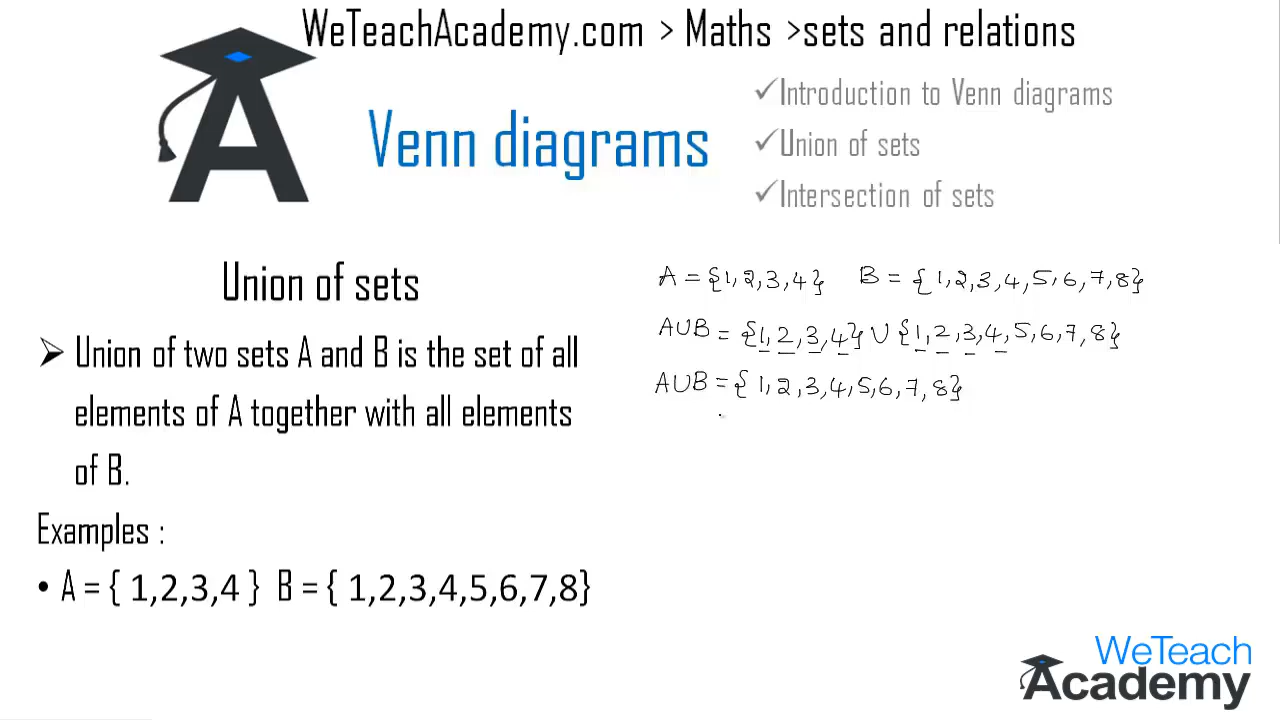 WeTeachAcademy.com > Maths >sets and relations
Venn diagrams
✓Introduction to Venn diagrams
✓Union of sets
✓Intersection of sets
Union of sets
➢ Union of two sets A and B is the set of all
elements of A together with all elements
of B.
Examples :
• A = { 1,2,3,4 } B = { 1,2,3,4,5,6,7,8}
A = {1,2,3,4} B = {1,2,3,4,5,6,7,8}
A∪B = {1,2,3,4} ∪ {1,2,3,4,5,6,7,8}
A∪B = {1,2,3,4,5,6,7,8}
WeTeach
Academy